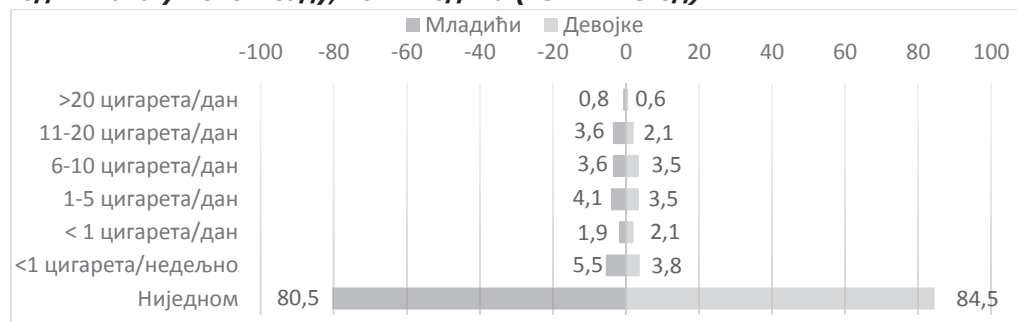 Младићи Девојке
-100 -80 -60 -40 -20 0 20 40 60 80 100
>20 цигарета/дан 0,8 0,6
11-20 цигарета/дан 3,6 2,1
6-10 цигарета/дан 3,6 3,5
1-5 цигарета/дан 4,1 3,5
< 1 цигарета/дан 1,9 2,1
<1 цигарета/недељно 5,5 3,8
Ниједном 80,5 84,5